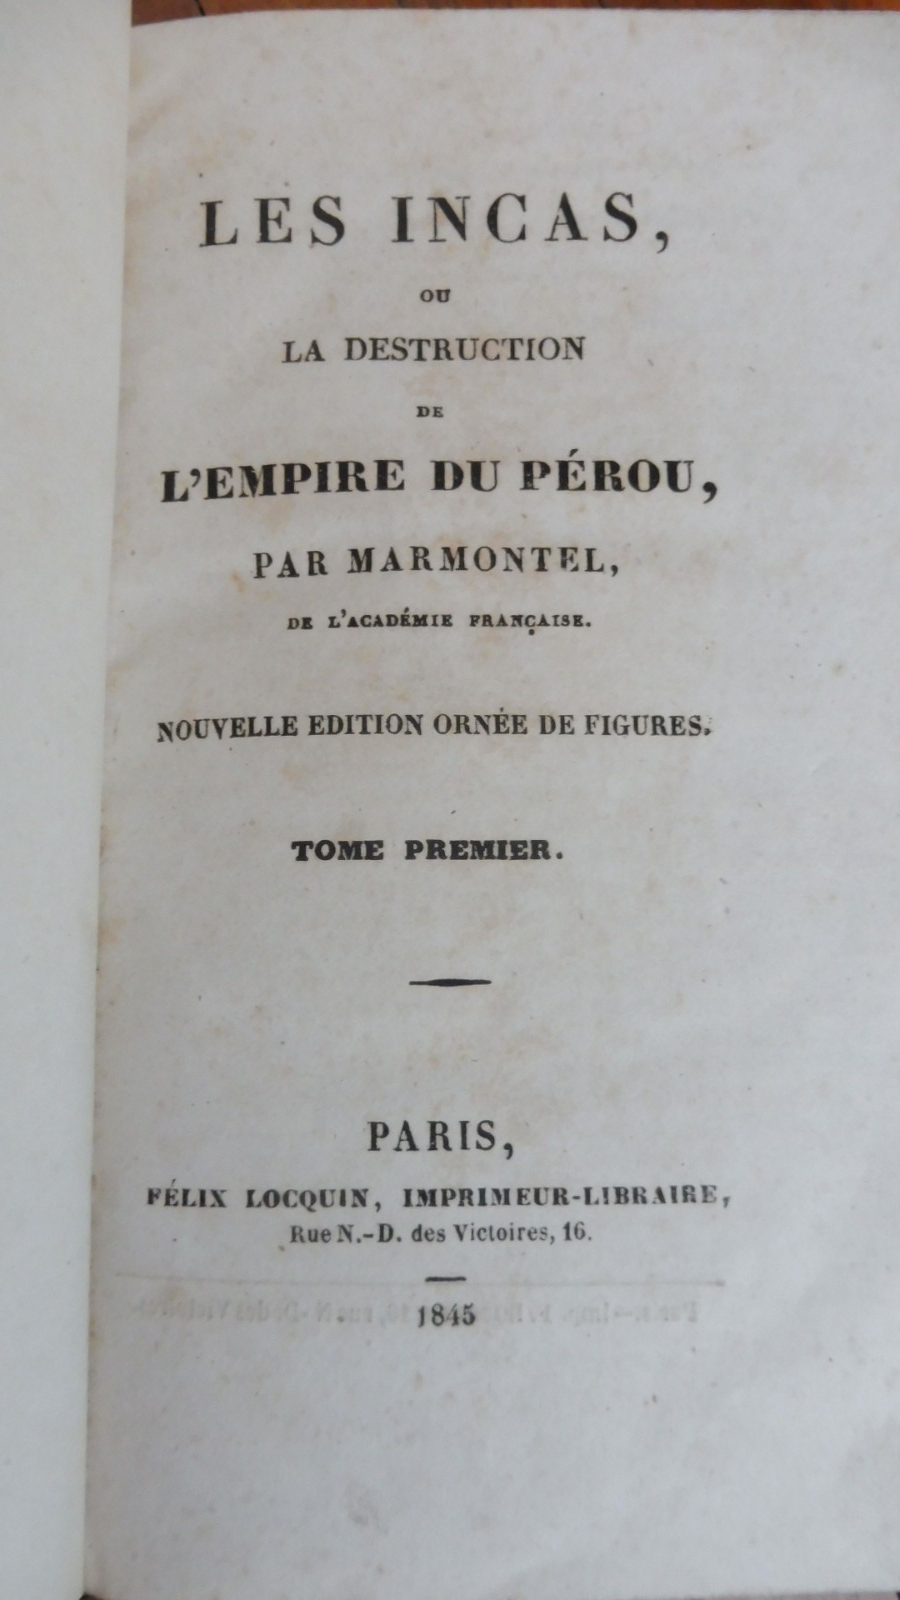 LES INCAS,
OU
LA DESTRUCTION
DE
L'EMPIRE DU PÉROU,
PAR MARMONTEL,
DE L'ACADÉMIE FRANÇAISE.
NOUVELLE EDITION ORNÉE DE FIGURES.
TOME PREMIER.
PARIS,
FÉLIX LOCQUIN, IMPRIMEUR-LIBRAIRE,
Rue N.-D. des Victoires, 16.
1845